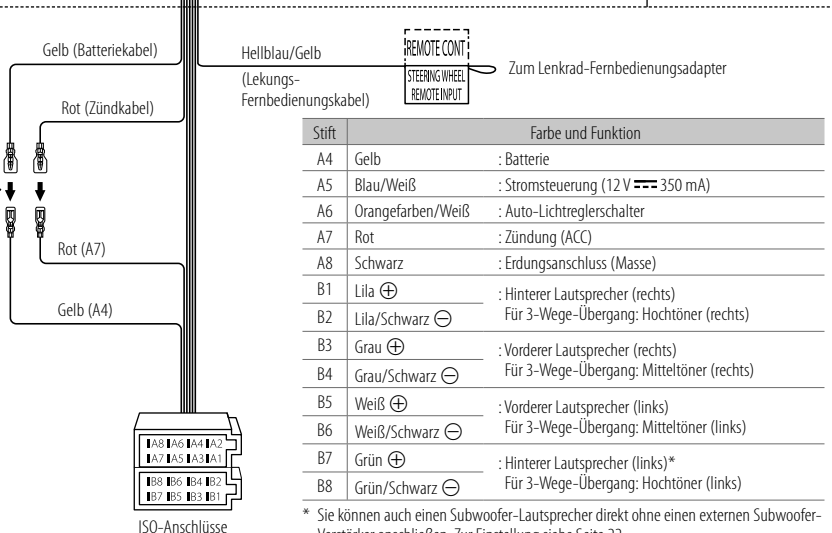 Gelb (Batteriekabel)
Rot (Zündkabel)
Rot (A7)
Gelb (A4)
A8 A6 A4 A2
A7 A5 A3 A1
B8 B6 B4 B2
B7 B5 B3 B1
ISO-Anschlüsse
Hellblau/Gelb
(Lekungs-
Fernbedienungskabel)
REMOTE CONT
STEERING WHEEL
REMOTE INPUT
Zum Lenkrad-Fernbedienungsadapter
Stift Farbe und Funktion
A4 Gelb : Batterie
A5 Blau/Weiß : Stromsteuerung (12 V ⎓ 350 mA)
A6 Orangefarben/Weiß : Auto-Lichtreglerschalter
A7 Rot : Zündung (ACC)
A8 Schwarz : Erdungsanschluss (Masse)
B1 Lila ⊕ : Hinterer Lautsprecher (rechts)
B2 Lila/Schwarz ⊖ Für 3-Wege-Übergang: Hochtöner (rechts)
B3 Grau ⊕ : Vorderer Lautsprecher (rechts)
B4 Grau/Schwarz ⊖ Für 3-Wege-Übergang: Mitteltöner (rechts)
B5 Weiß ⊕ : Vorderer Lautsprecher (links)
B6 Weiß/Schwarz ⊖ Für 3-Wege-Übergang: Mitteltöner (links)
B7 Grün ⊕ : Hinterer Lautsprecher (links)*
B8 Grün/Schwarz ⊖ Für 3-Wege-Übergang: Hochtöner (links)
* Sie können auch einen Subwoofer-Lautsprecher direkt ohne einen externen Subwoofer-